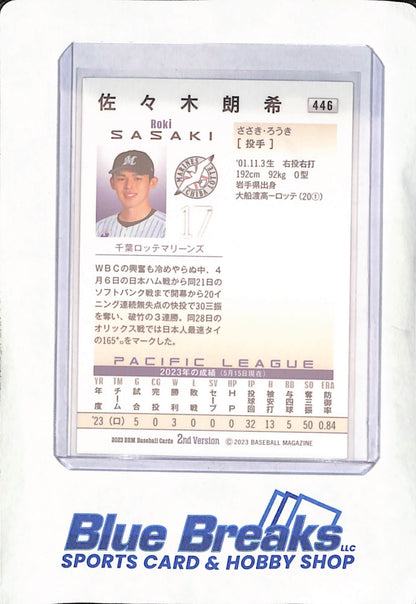 佐々木朗希 446
Roki
SASAKI
ささき・ろうき
[投手]
'01.11.3生 右投右打
192cm 92kg O型
岩手県出身
大船渡高ーロッテ(20①)
MARINES
CHIBA LOTTE
17
千葉ロッテマリーンズ
WBCの興奮も冷めやらぬ中、4
月6日の日本ハム戦から同21日の
ソフトバンク戦まで開幕から20イ
ニング連続無失点の快投で30三振
を奪い、破竹の3連勝。同28日の
オリックス戦では日本人最速タイ
の165㌔をマークした。
PACIFIC LEAGUE
2023年の成績 (5月15日現在)
YR TM G CG W L SV HP IP H BB SO ERA
年度 チーム 試合 完投 勝利 敗戦 セーブ HP 投球回 被安打 与四球 奪三振 防御率
'23 (ロ) 5 0 3 0 0 0 32 13 5 50 0.84
2023 BBM Baseball Cards 2nd Version ©2023 BASEBALL MAGAZINE
Blue Breaks LLC
SPORTS CARD & HOBBY SHOP